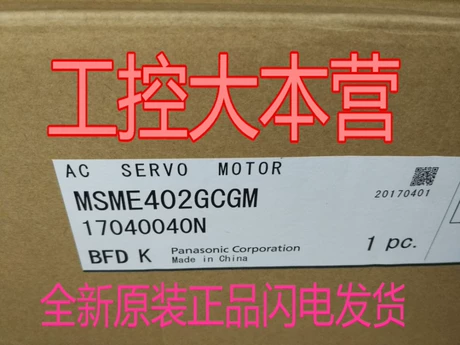 工控大本营
AC SERVO MOTOR
MSME402GCGM
20170401
17040040N
1 pc.
BFD K Panasonic Corporation
Made in China
全新原装正品闪电发货